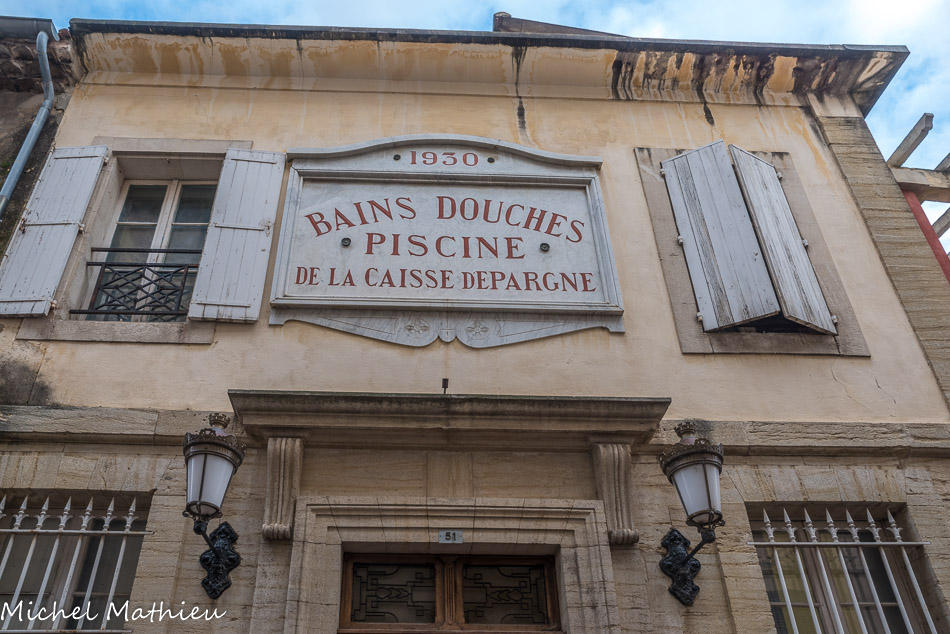 1930
BAINS DOUCHES
PISCINE
DE LA CAISSE DEPARGNE
51
Michel Mathieu